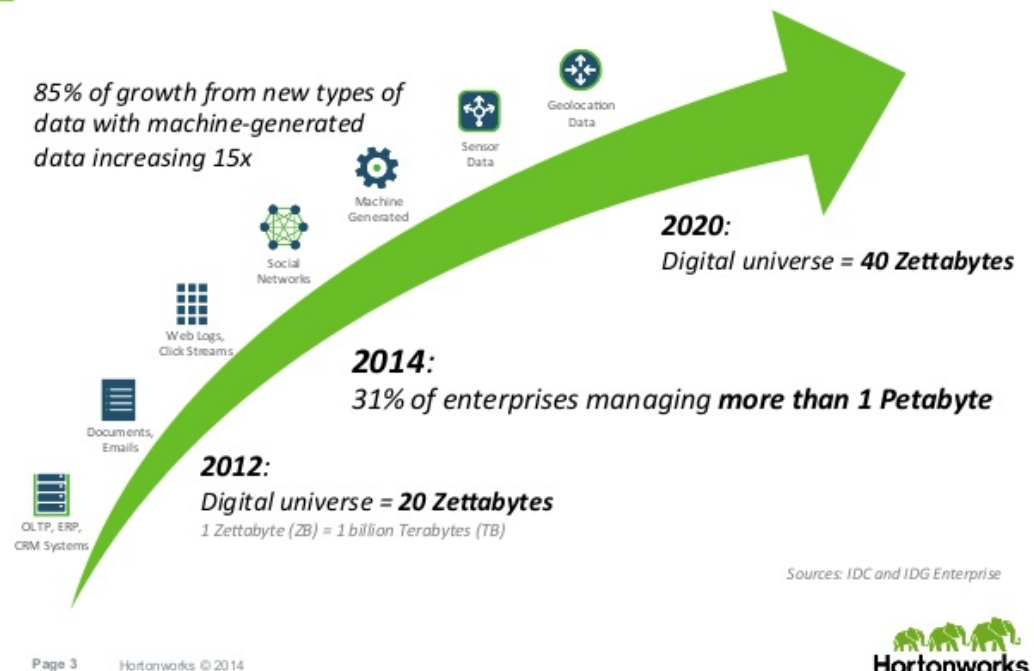 85% of growth from new types of
data with machine-generated
data increasing 15x
Geolocation
Data
Sensor
Data
Machine
Generated
Social
Networks
Web Logs,
Click Streams
Documents,
Emails
OLTP, ERP,
CRM Systems
2020:
Digital universe = 40 Zettabytes
2014:
31% of enterprises managing more than 1 Petabyte
2012:
Digital universe = 20 Zettabytes
1 Zettabyte (ZB) = 1 billion Terabytes (TB)
Sources: IDC and IDG Enterprise
Page 3 Hortonworks © 2014
Hortonworks